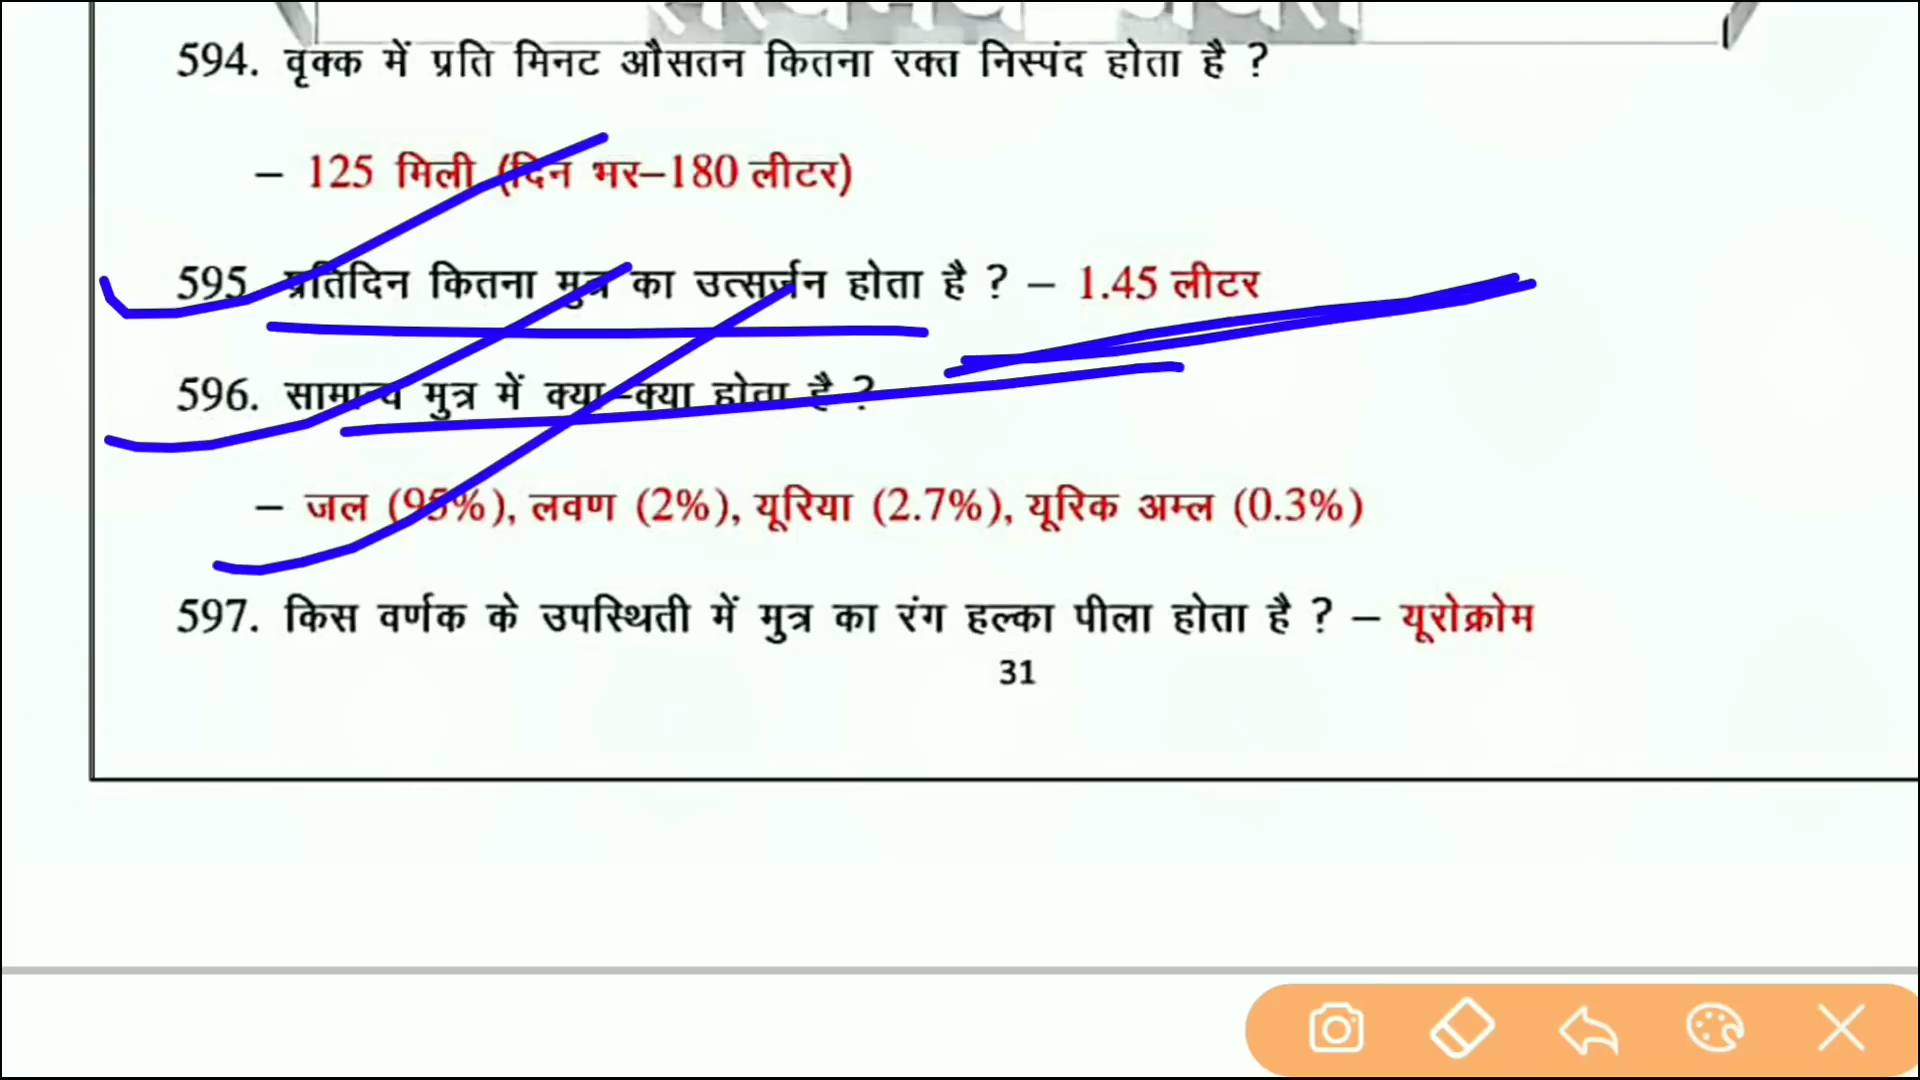 594. वृक्क में प्रति मिनट औसतन कितना रक्त निस्पंद होता है ?
– 125 मिली (दिन भर–180 लीटर)
595. प्रतिदिन कितना मुत्र का उत्सर्जन होता है ? – 1.45 लीटर
596. सामान्य मुत्र में क्या–क्या होता है ?
– जल (95%), लवण (2%), यूरिया (2.7%), यूरिक अम्ल (0.3%)
597. किस वर्णक के उपस्थिती में मुत्र का रंग हल्का पीला होता है ? – यूरोक्रोम
31